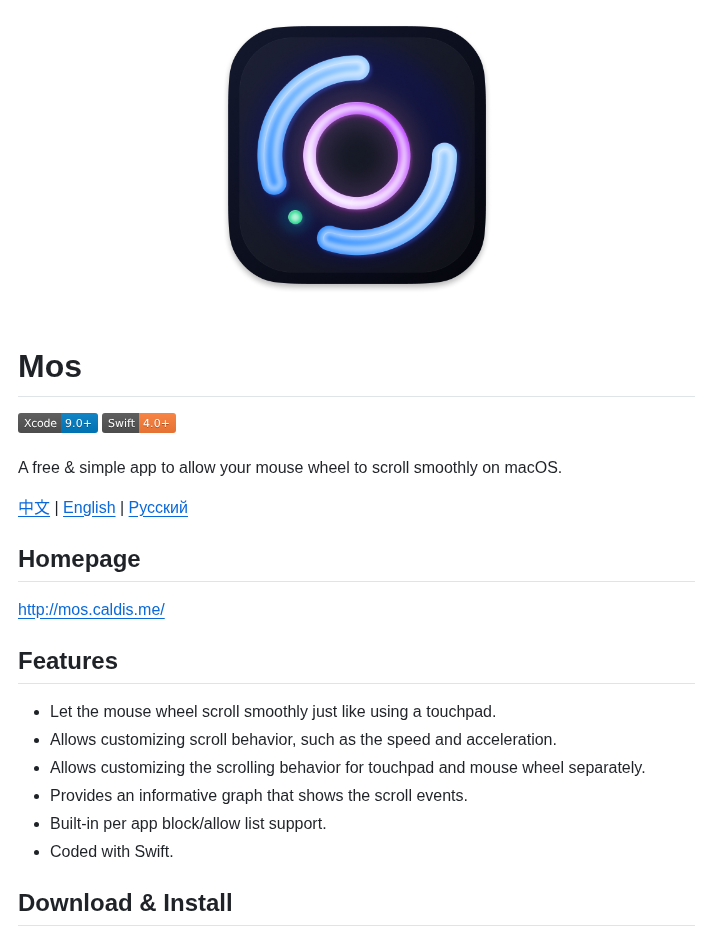 Mos
Xcode 9.0+ Swift 4.0+
A free & simple app to allow your mouse wheel to scroll smoothly on macOS.
中文 | English | Русский
Homepage
http://mos.caldis.me/
Features
• Let the mouse wheel scroll smoothly just like using a touchpad.
• Allows customizing scroll behavior, such as the speed and acceleration.
• Allows customizing the scrolling behavior for touchpad and mouse wheel separately.
• Provides an informative graph that shows the scroll events.
• Built-in per app block/allow list support.
• Coded with Swift.
Download & Install